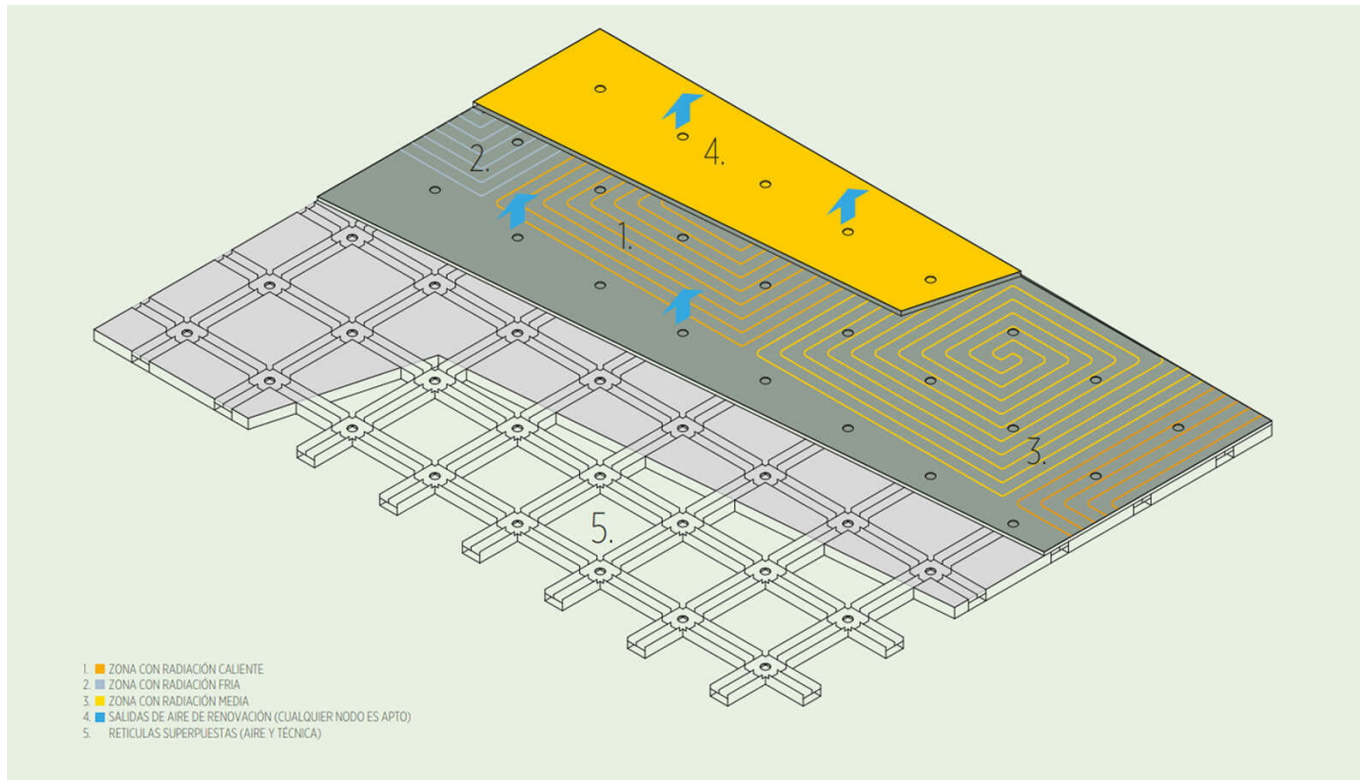 4.
2.
1.
3.
5.
1. ZONA CON RADIACIÓN CALIENTE
2. ZONA CON RADIACIÓN FRIA
3. ZONA CON RADIACIÓN MEDIA
4. SALIDAS DE AIRE DE RENOVACIÓN (CUALQUIER NODO ES APTO)
5. RETICULAS SUPERPUESTAS (AIRE Y TÉCNICA)